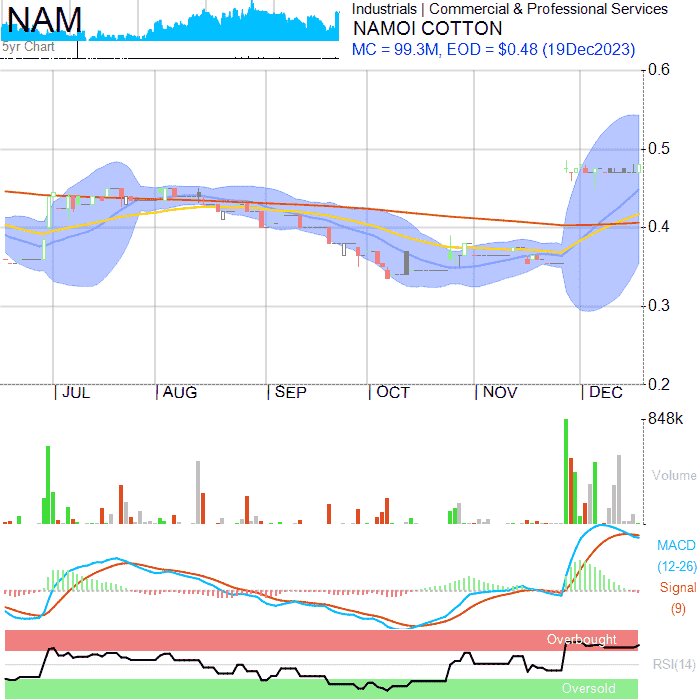 NAM
5yr Chart
Industrials | Commercial & Professional Services
NAMOI COTTON
MC = 99.3M, EOD = $0.48 (19Dec2023)
0.6
0.5
0.4
0.3
0.2
JUL AUG SEP OCT NOV DEC
848k
Volume
MACD
(12-26)
Signal
(9)
Overbought
RSI(14)
Oversold